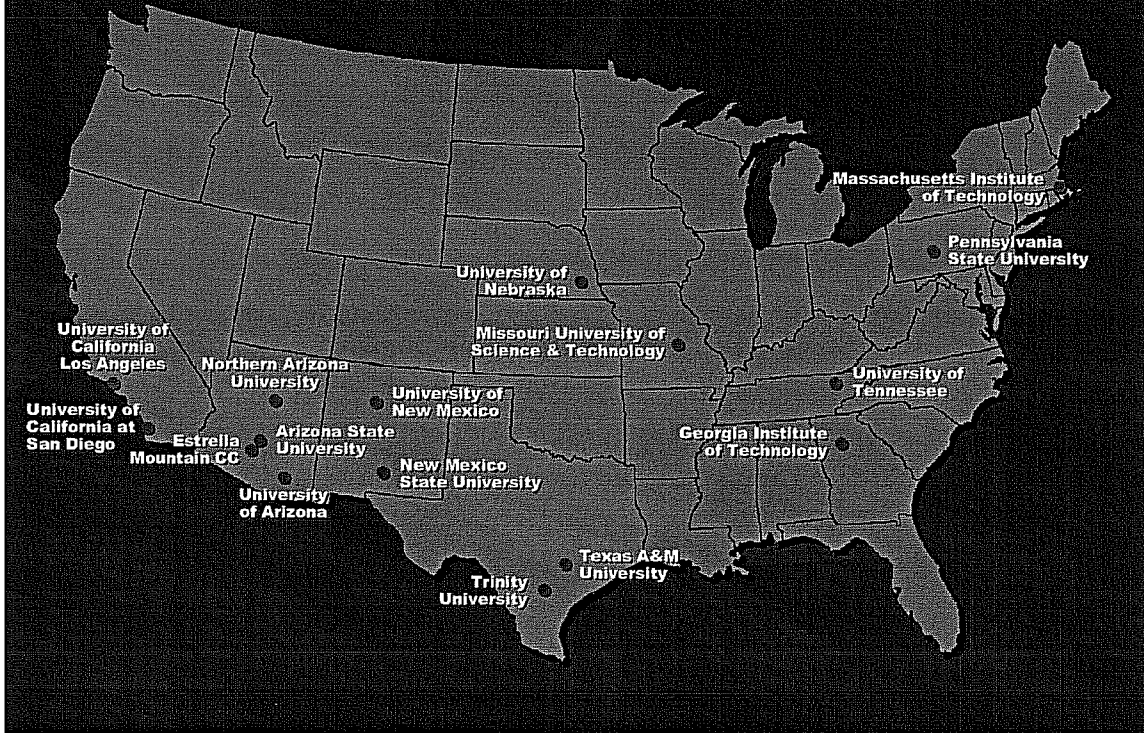 Massachusetts Institute
of Technology
Pennsylvania
State University
University of
Nebraska
University of
California
Los Angeles
Missouri University of
Science & Technology
Northern Arizona
University
University of
Tennessee
University of
New Mexico
University of
California at
San Diego
Estrella
Mountain CC
Arizona State
University
Georgia Institute
of Technology
New Mexico
State University
University
of Arizona
Texas A&M
University
Trinity
University